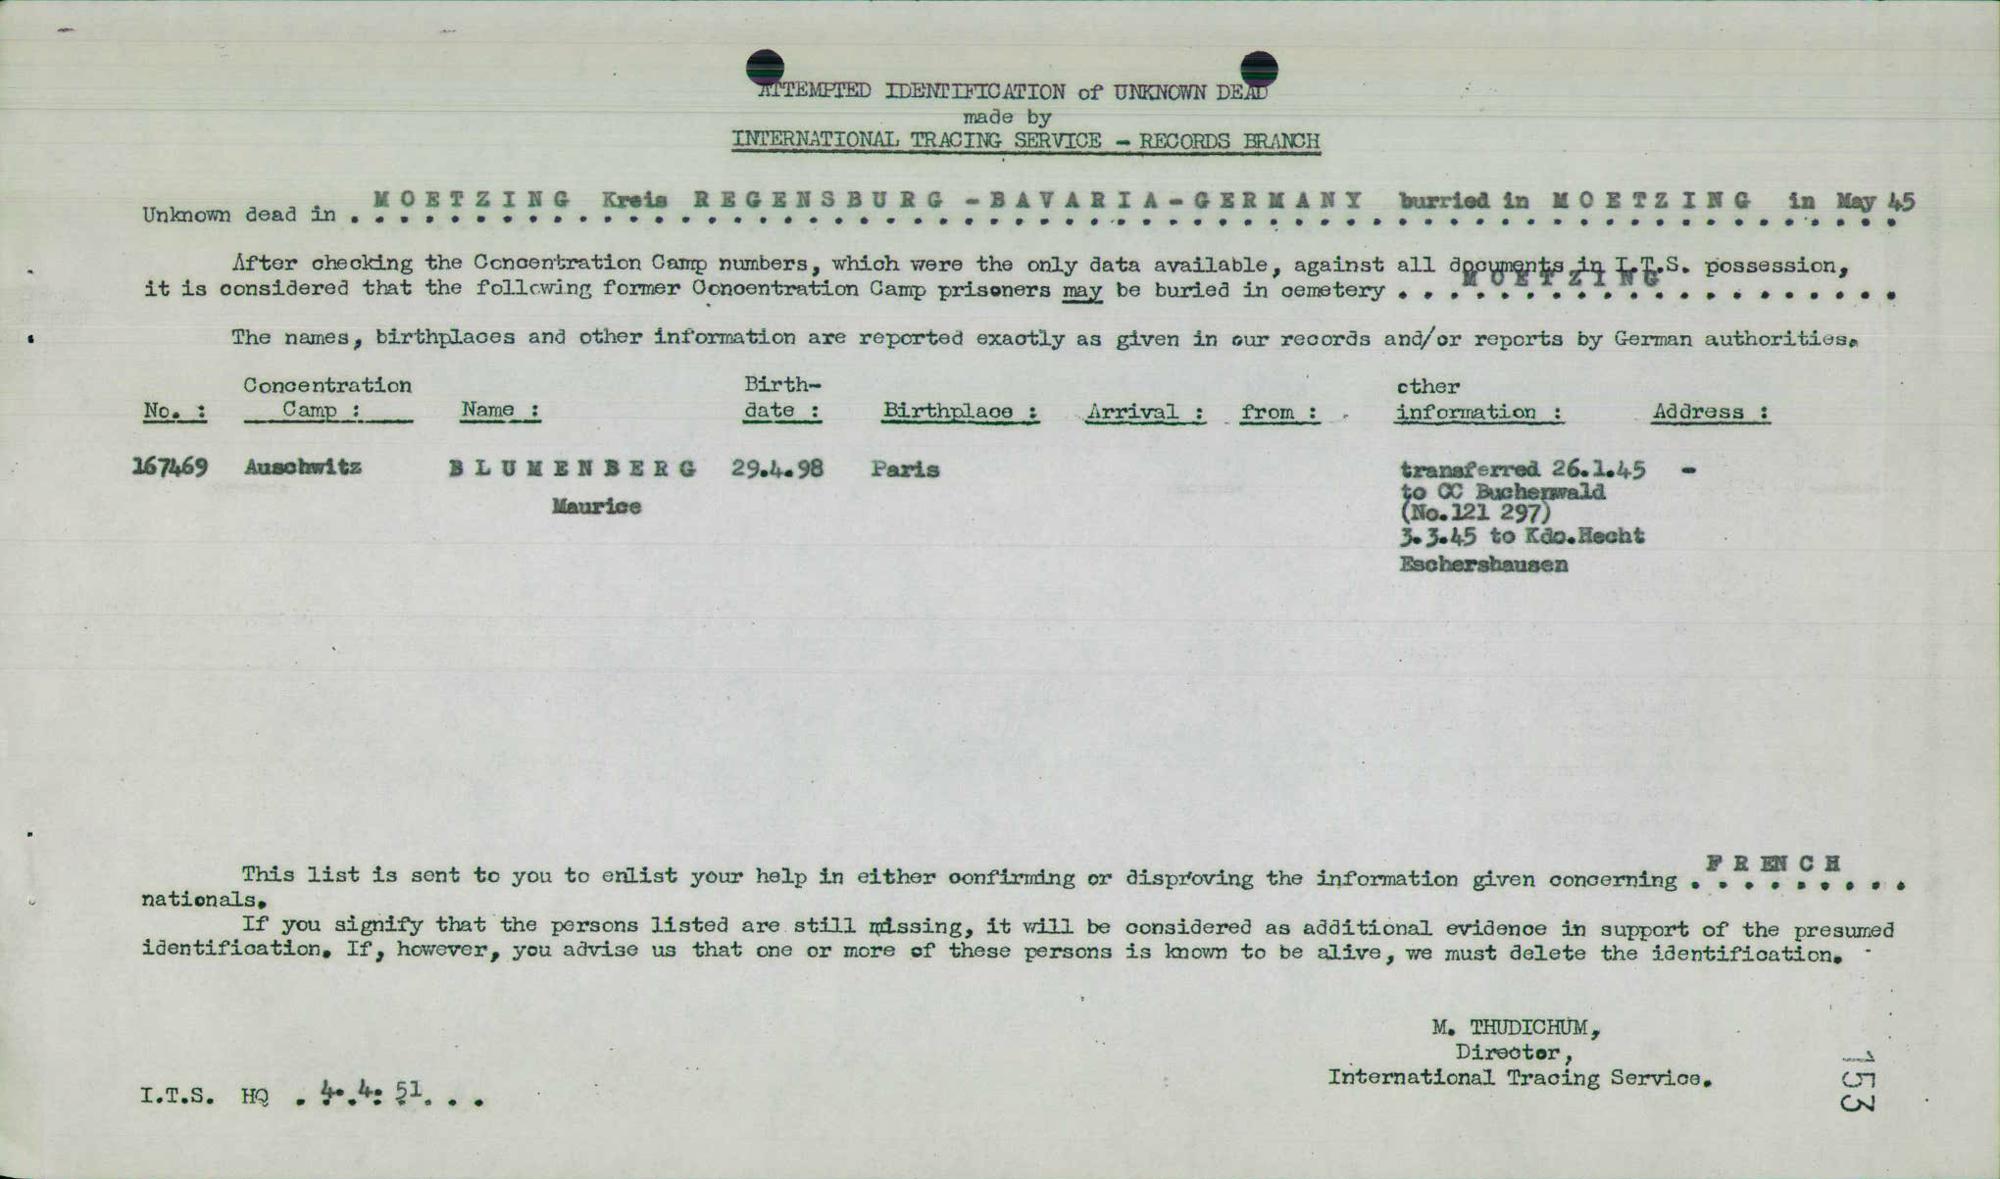 ATTEMPTED IDENTIFICATION of UNKNOWN DEAD
made by
INTERNATIONAL TRACING SERVICE - RECORDS BRANCH
Unknown dead in . MOETZING Kreis REGENSBURG -BAVARIA-GERMANY burried in MOETZING in May 45
After checking the Concentration Camp numbers, which were the only data available, against all documents in I.T.S. possession,
it is considered that the following former Concentration Camp prisoners may be buried in cemetery . MOETZING . . .
The names, birthplaces and other information are reported exactly as given in our records and/or reports by German authorities.
No. : Concentration Camp : Name : Birth-date : Birthplace : Arrival : from : other information : Address :
167469 Auschwitz BLUMENBERG 29.4.98 Paris transferred 26.1.45 -
to CC Buchenwald
Maurice (No.121 297)
3.3.45 to Kdo.Hecht
Eschershausen
This list is sent to you to enlist your help in either confirming or disproving the information given concerning . FRENCH . . .
nationals.
If you signify that the persons listed are still missing, it will be considered as additional evidence in support of the presumed
identification. If, however, you advise us that one or more of these persons is known to be alive, we must delete the identification.
M. THUDICHUM,
Director,
International Tracing Service.
I.T.S. HQ . 4.4.51. . .
153